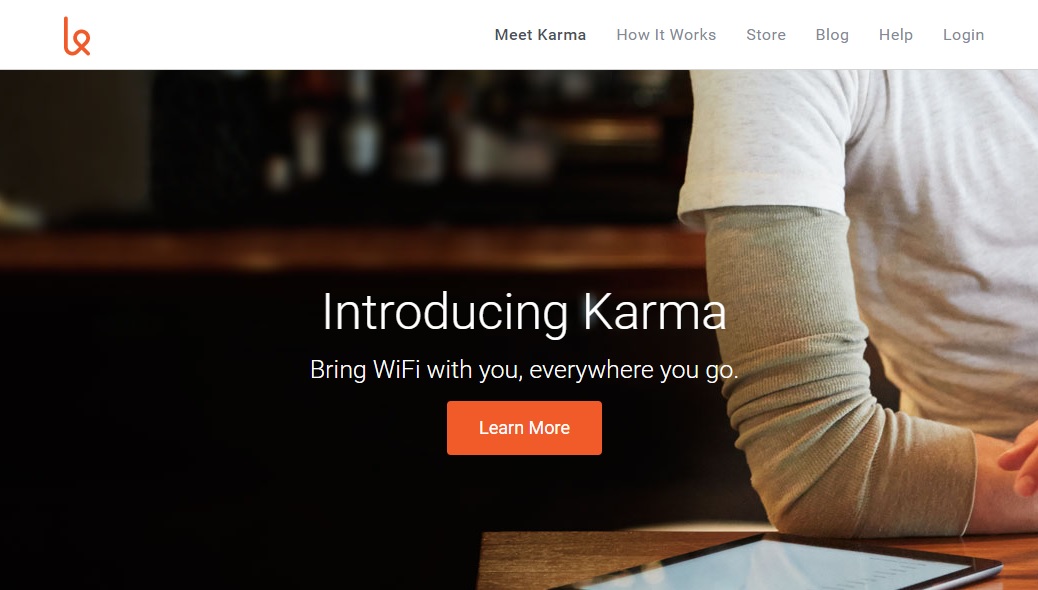 Meet Karma How It Works Store Blog Help Login
Introducing Karma
Bring WiFi with you, everywhere you go.
Learn More